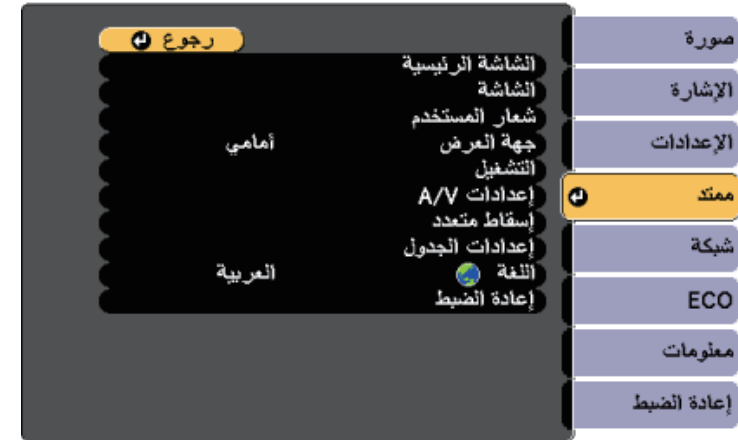 صورة
الإشارة
الإعدادات
ممتد
شبكة
ECO
معلومات
إعادة الضبط
رجوع
الشاشة الرئيسية
الشاشة
شعار المستخدم
جهة العرض أمامي
التشغيل
إعدادات A/V
إسقاط متعدد
إعدادات الجدول
اللغة العربية
إعادة الضبط